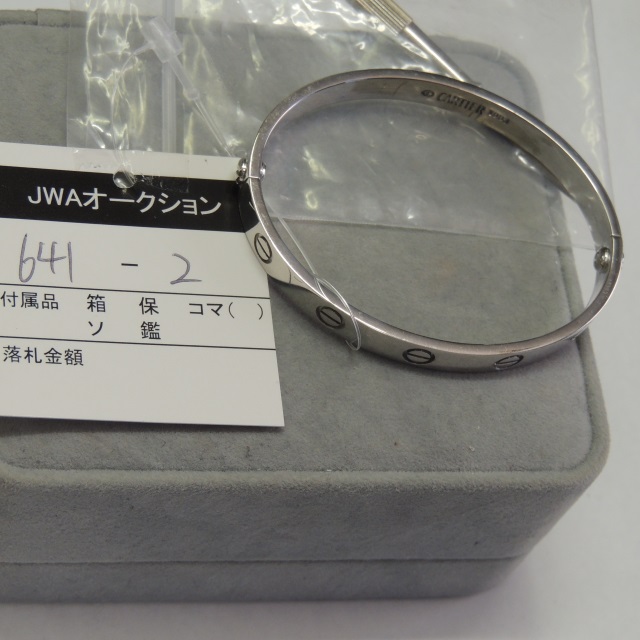 CARTIER
JWAオークション
641 - 2
付属品 箱 保 コマ( )
ソ 鑑
落札金額